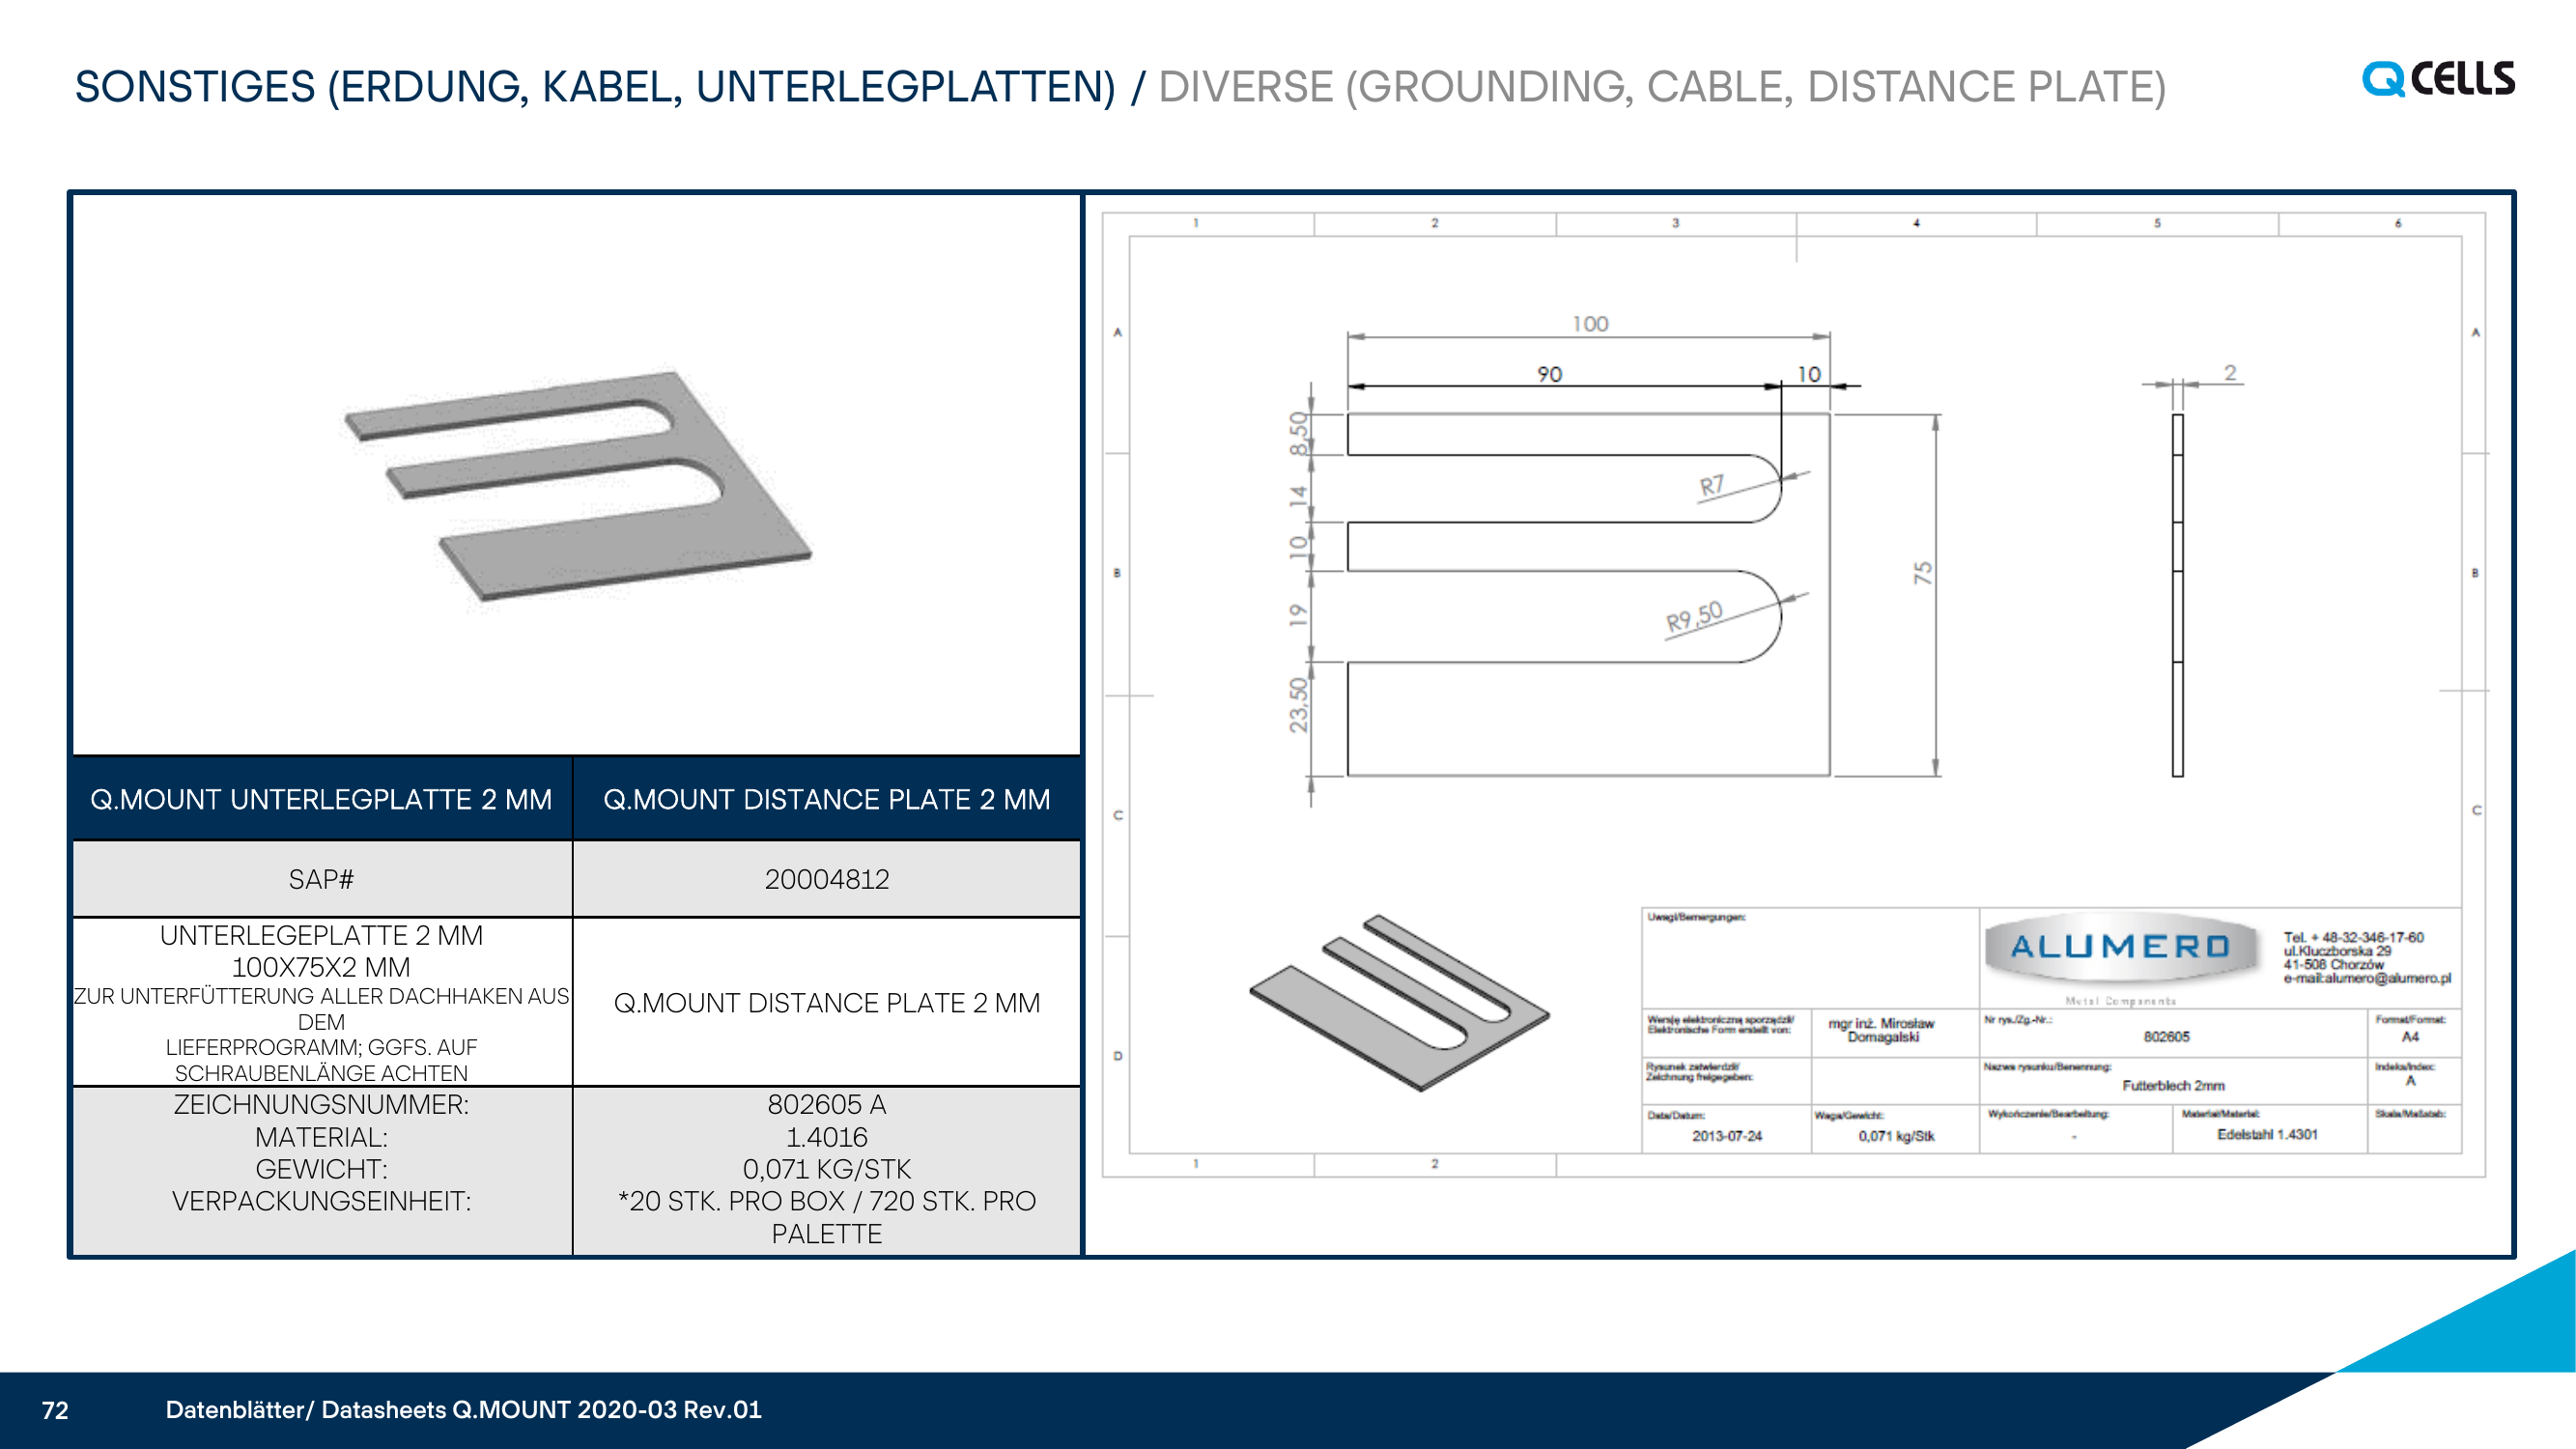 SONSTIGES (ERDUNG, KABEL, UNTERLEGPLATTEN) / DIVERSE (GROUNDING, CABLE, DISTANCE PLATE)
Q CELLS
Q.MOUNT UNTERLEGPLATTE 2 MM
Q.MOUNT DISTANCE PLATE 2 MM
SAP#
20004812
UNTERLEGEPLATTE 2 MM
100X75X2 MM
ZUR UNTERFÜTTERUNG ALLER DACHHAKEN AUS
DEM
LIEFERPROGRAMM; GGFS. AUF
SCHRAUBENLÄNGE ACHTEN
Q.MOUNT DISTANCE PLATE 2 MM
ZEICHNUNGSNUMMER:
MATERIAL:
GEWICHT:
VERPACKUNGSEINHEIT:
802605 A
1.4016
0,071 KG/STK
*20 STK. PRO BOX / 720 STK. PRO
PALETTE
1 2 3 4 5 6
A A
B B
C C
D
100
90 10
2
8,50
14
10
19
23,50
R7
R9,50
75
Uwagi/Bemergungen:
ALUMERO
Metal Components
Tel. + 48-32-346-17-60
ul.Kluczborska 29
41-508 Chorzów
e-mail:alumero@alumero.pl
Wersję elektroniczną sporządził/
Elektronische Form erstellt von:
mgr inż. Mirosław
Domagalski
Nr rys./Zg.-Nr.:
802605
Format/Format:
A4
Rysunek zatwierdził/
Zeichnung freigegeben:
Nazwa rysunku/Benennung:
Futterblech 2mm
Indeks/Index:
A
Data/Datum:
2013-07-24
Waga/Gewicht:
0,071 kg/Stk
Wykończenie/Bearbeitung:
-
Materiał/Material:
Edelstahl 1.4301
Skala/Maßstab:
1 2
72
Datenblätter/ Datasheets Q.MOUNT 2020-03 Rev.01